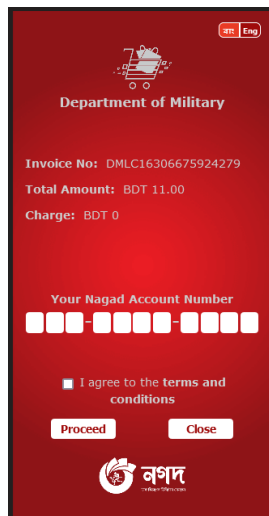 বাং Eng
Department of Military
Invoice No: DMLC16306675924279
Total Amount: BDT 11.00
Charge: BDT 0
Your Nagad Account Number
I agree to the terms and
conditions
Proceed Close
নগদ